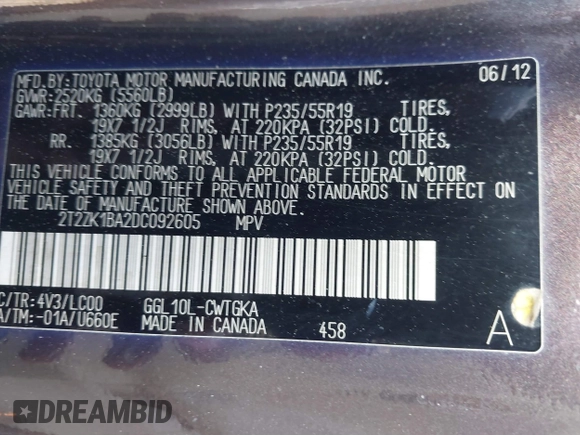 MFD.BY:TOYOTA MOTOR MANUFACTURING CANADA INC. 06/12
GVWR:2520KG (5560LB)
GAWR:FRT. 1360KG (2999LB) WITH P235/55R19 TIRES,
19X7 1/2J RIMS, AT 220KPA (32PSI) COLD.
RR. 1385KG (3056LB) WITH P235/55R19 TIRES,
19X7 1/2J RIMS, AT 220KPA (32PSI) COLD.
THIS VEHICLE CONFORMS TO ALL APPLICABLE FEDERAL MOTOR
VEHICLE SAFETY AND THEFT PREVENTION STANDARDS IN EFFECT ON
THE DATE OF MANUFACTURE SHOWN ABOVE.
2T2ZK1BA2DC092605 MPV
C/TR:4V3/LC00 GGL10L-CWTGKA
A/TM:-01A/U660E MADE IN CANADA 458 A
DREAMBID